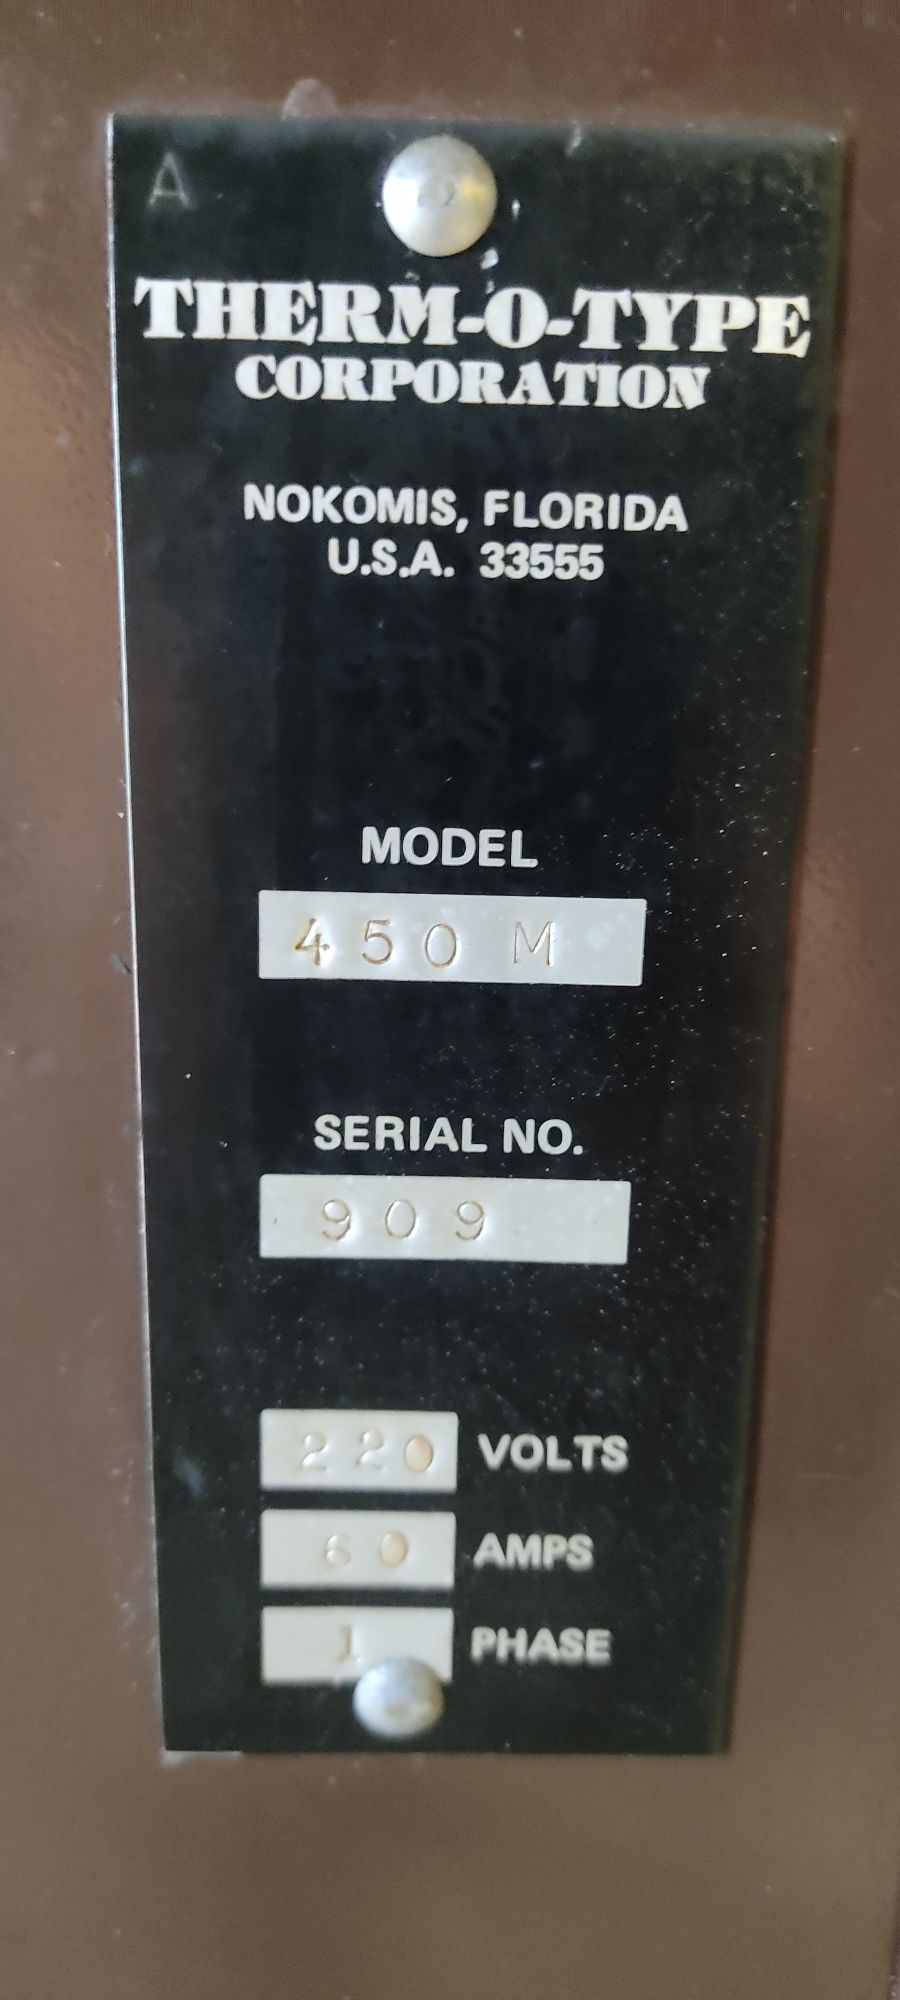 A
THERM-O-TYPE
CORPORATION
NOKOMIS, FLORIDA
U.S.A. 33555
MODEL
450 M
SERIAL NO.
909
220 VOLTS
60 AMPS
1 PHASE